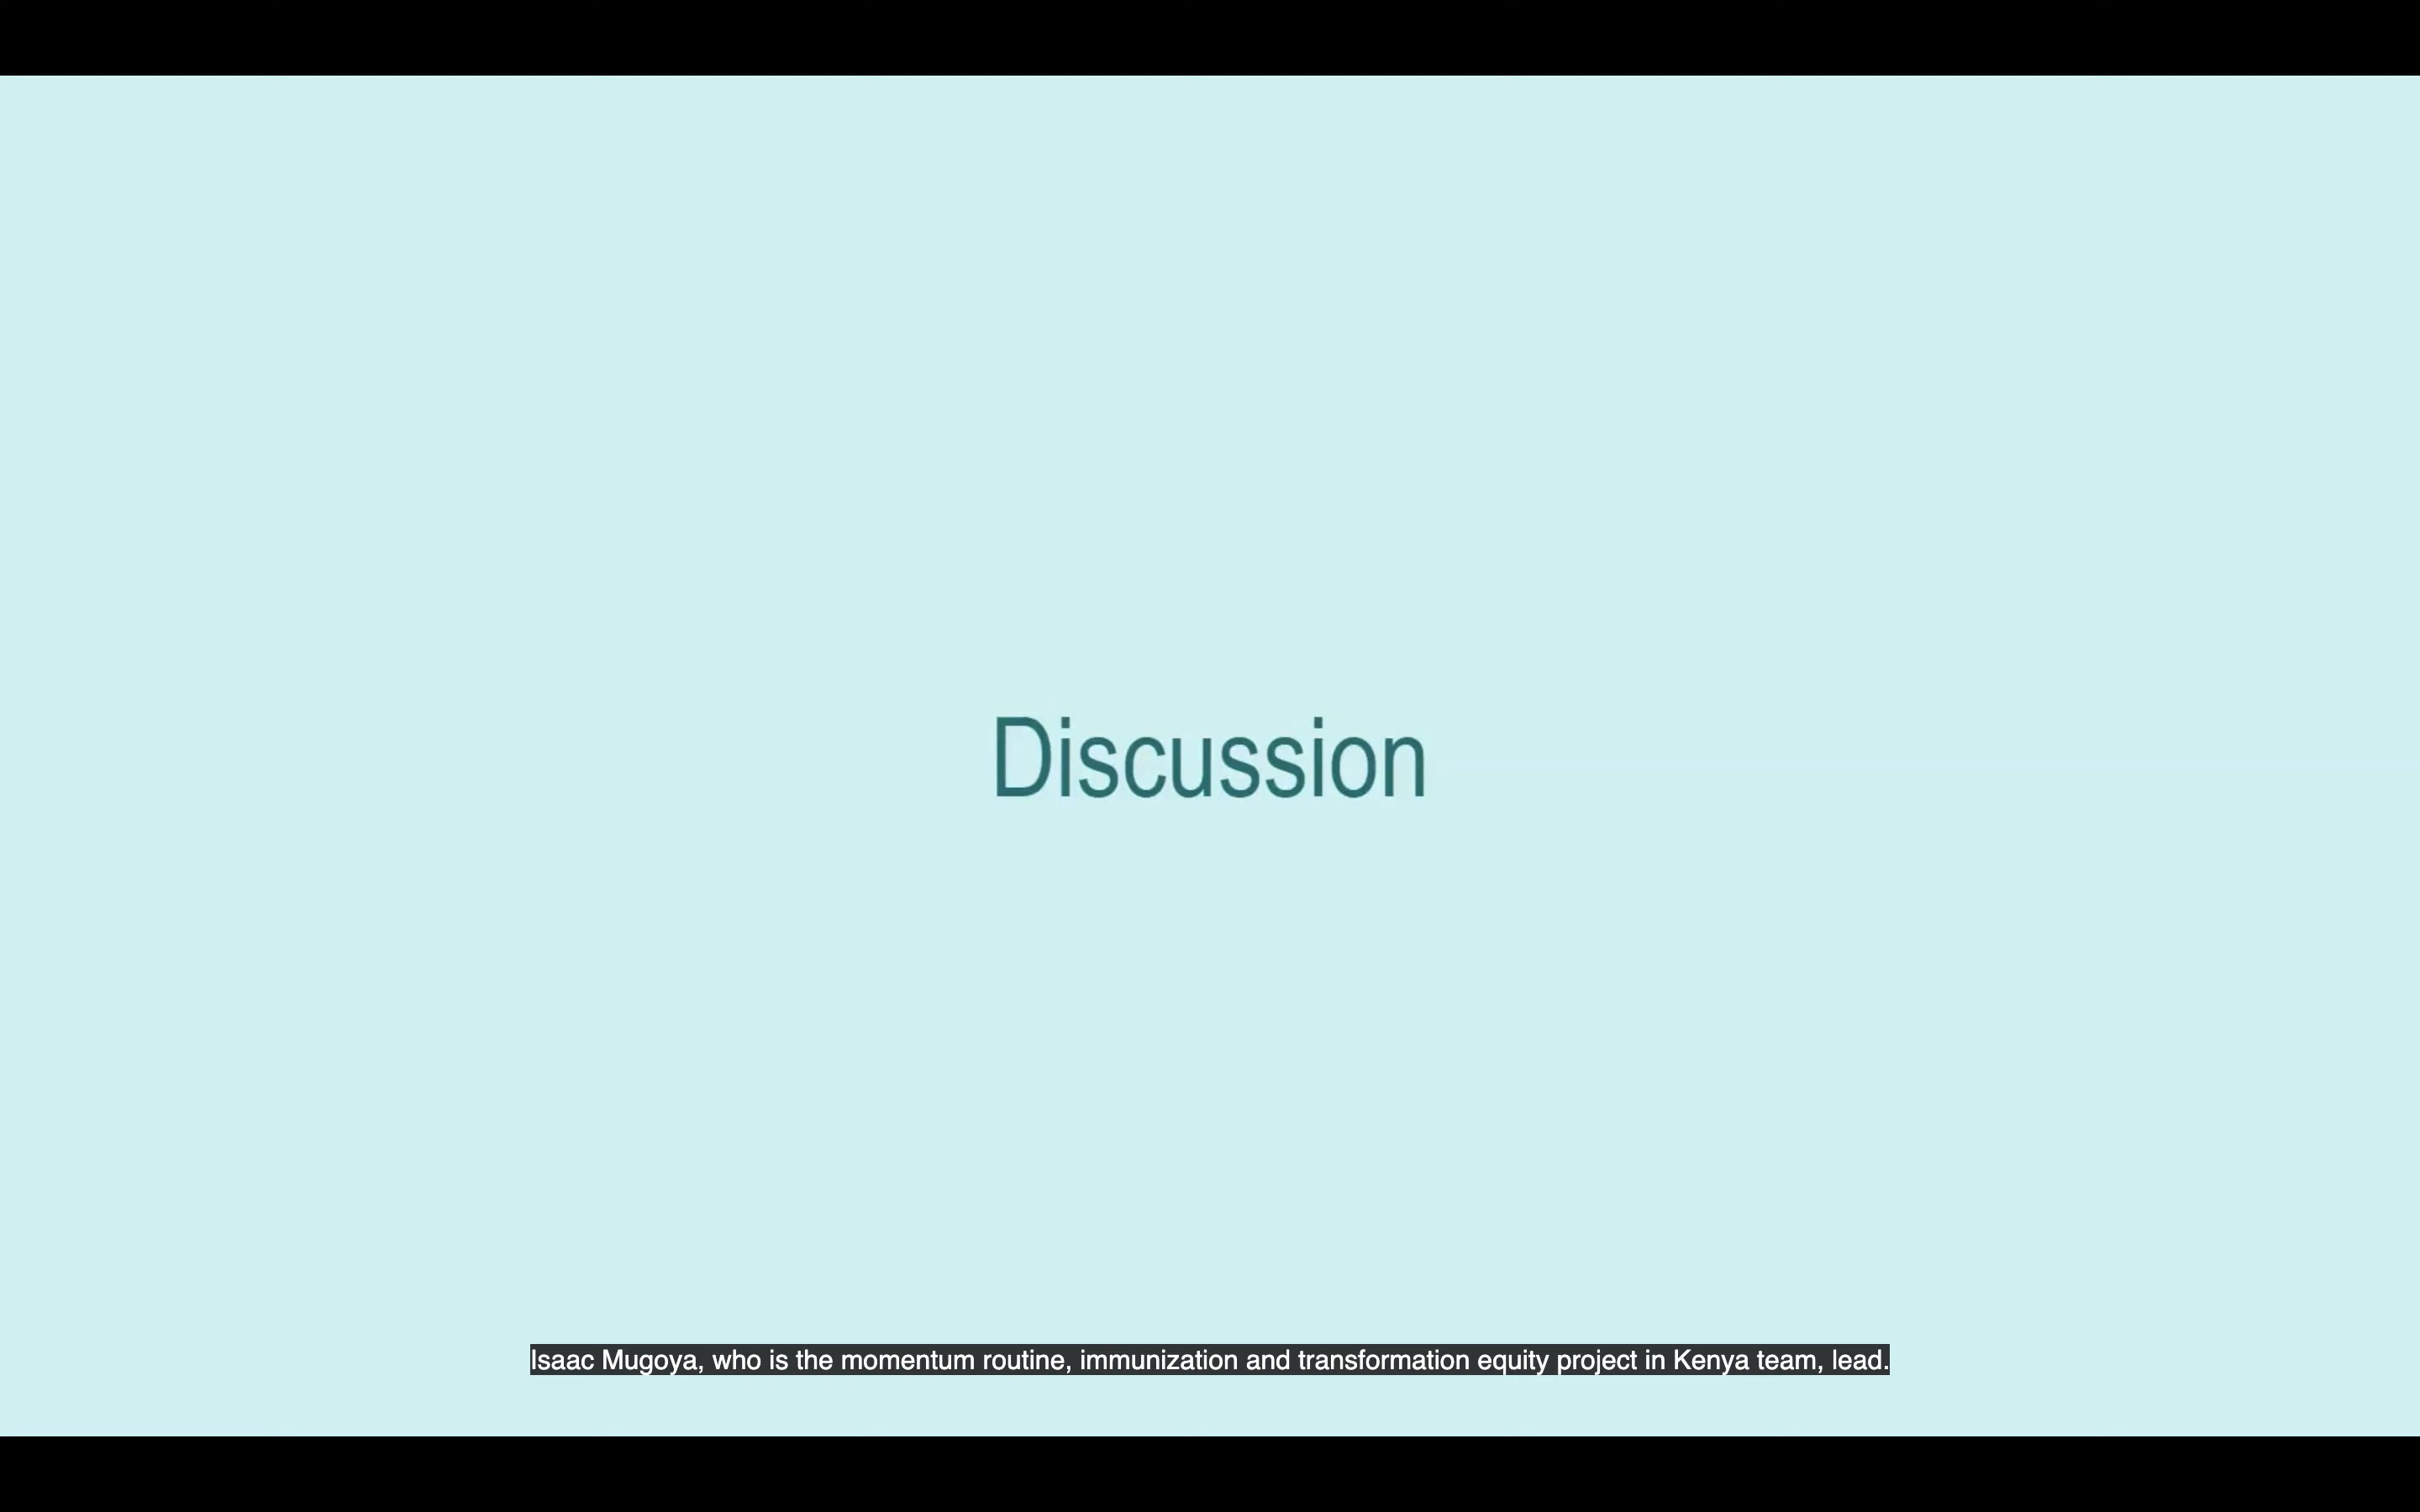 Discussion
Isaac Mugoya, who is the momentum routine, immunization and transformation equity project in Kenya team, lead.